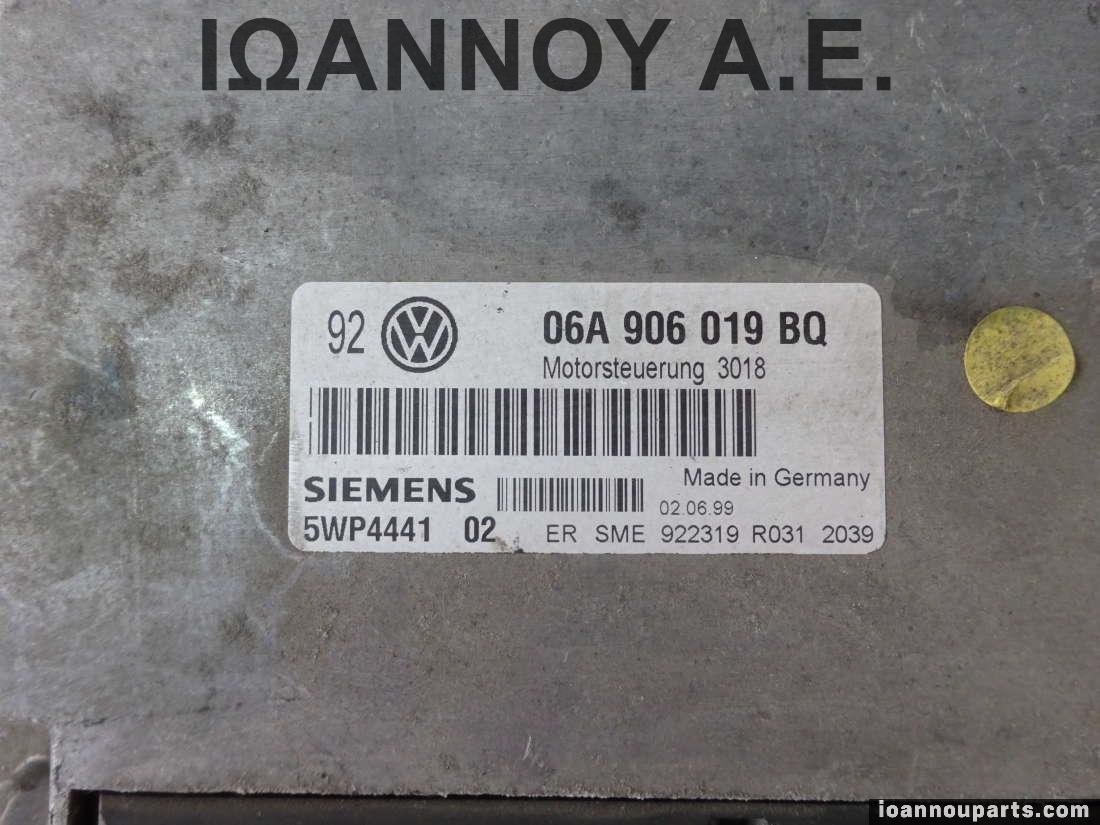 ΙΩΑΝΝΟΥ Α.Ε.
92 06A 906 019 BQ
Motorsteuerung 3018
Made in Germany
SIEMENS 02.06.99
5WP4441 02 ER SME 922319 R031 2039
ioannouparts.com